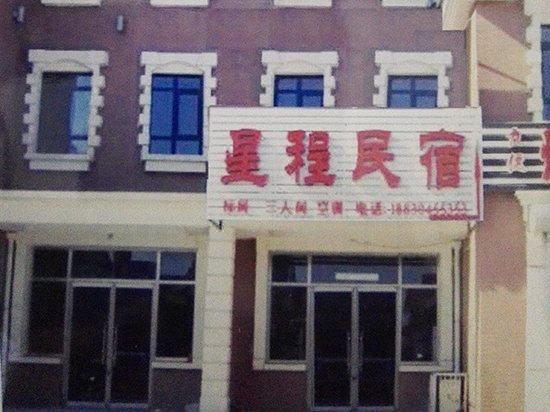 星程民宿
标间 三人间 空调 电话: